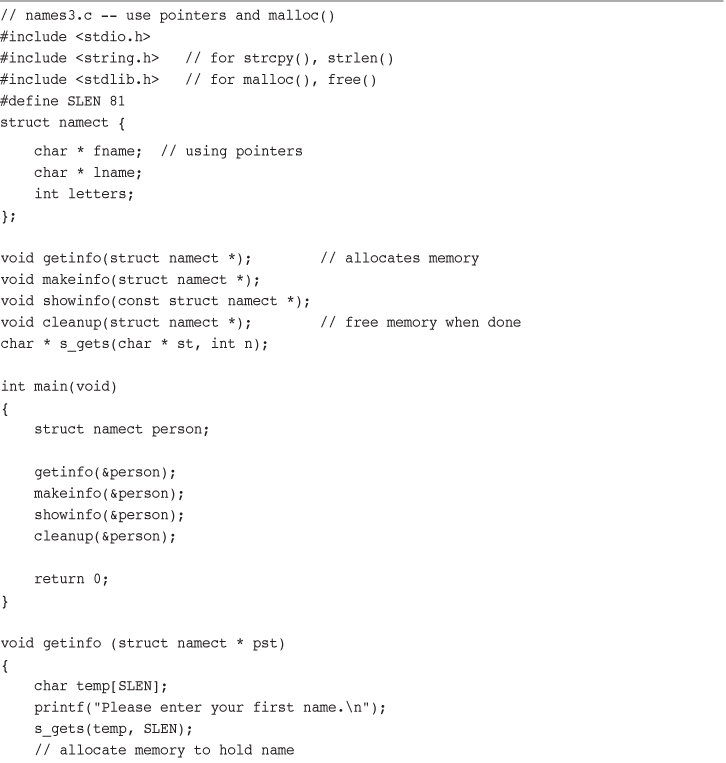 // names3.c -- use pointers and malloc()
#include <stdio.h>
#include <string.h>   // for strcpy(), strlen()
#include <stdlib.h>   // for malloc(), free()
#define SLEN 81
struct namect {
    char * fname;  // using pointers
    char * lname;
    int letters;
};

void getinfo(struct namect *);        // allocates memory
void makeinfo(struct namect *);
void showinfo(const struct namect *);
void cleanup(struct namect *);        // free memory when done
char * s_gets(char * st, int n);

int main(void)
{
    struct namect person;

    getinfo(&person);
    makeinfo(&person);
    showinfo(&person);
    cleanup(&person);

    return 0;
}

void getinfo (struct namect * pst)
{
    char temp[SLEN];
    printf("Please enter your first name.\n");
    s_gets(temp, SLEN);
    // allocate memory to hold name